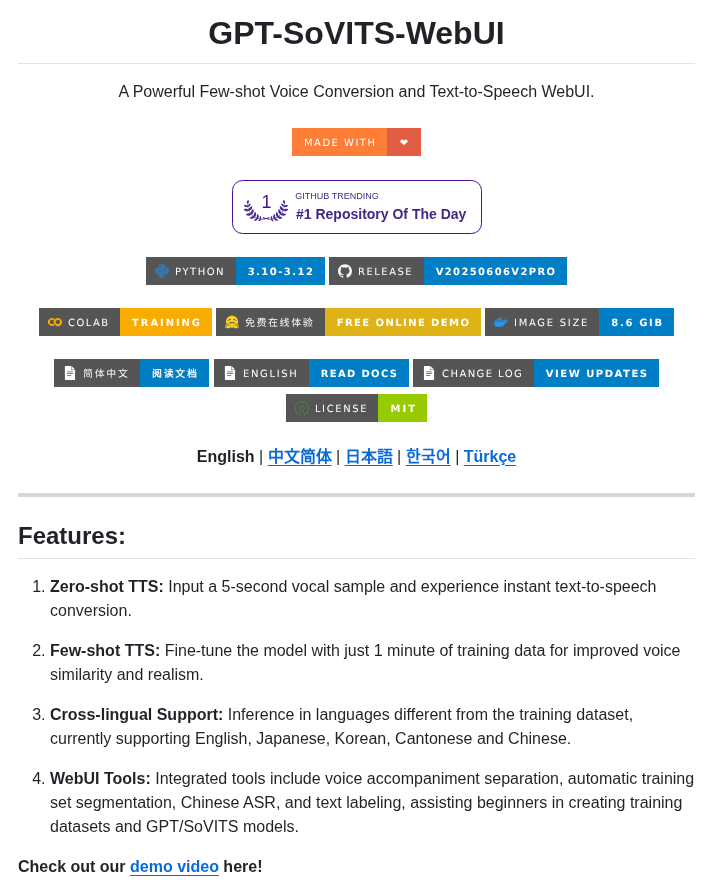 GPT-SoVITS-WebUI
A Powerful Few-shot Voice Conversion and Text-to-Speech WebUI.
MADE WITH ❤
1 GITHUB TRENDING
#1 Repository Of The Day
PYTHON 3.10-3.12 RELEASE V20250606V2PRO
COLAB TRAINING 🤗 免费在线体验 FREE ONLINE DEMO IMAGE SIZE 8.6 GIB
简体中文 阅读文档 ENGLISH READ DOCS CHANGE LOG VIEW UPDATES
LICENSE MIT
English | 中文简体 | 日本語 | 한국어 | Türkçe
Features:
1. Zero-shot TTS: Input a 5-second vocal sample and experience instant text-to-speech
conversion.
2. Few-shot TTS: Fine-tune the model with just 1 minute of training data for improved voice
similarity and realism.
3. Cross-lingual Support: Inference in languages different from the training dataset,
currently supporting English, Japanese, Korean, Cantonese and Chinese.
4. WebUI Tools: Integrated tools include voice accompaniment separation, automatic training
set segmentation, Chinese ASR, and text labeling, assisting beginners in creating training
datasets and GPT/SoVITS models.
Check out our demo video here!